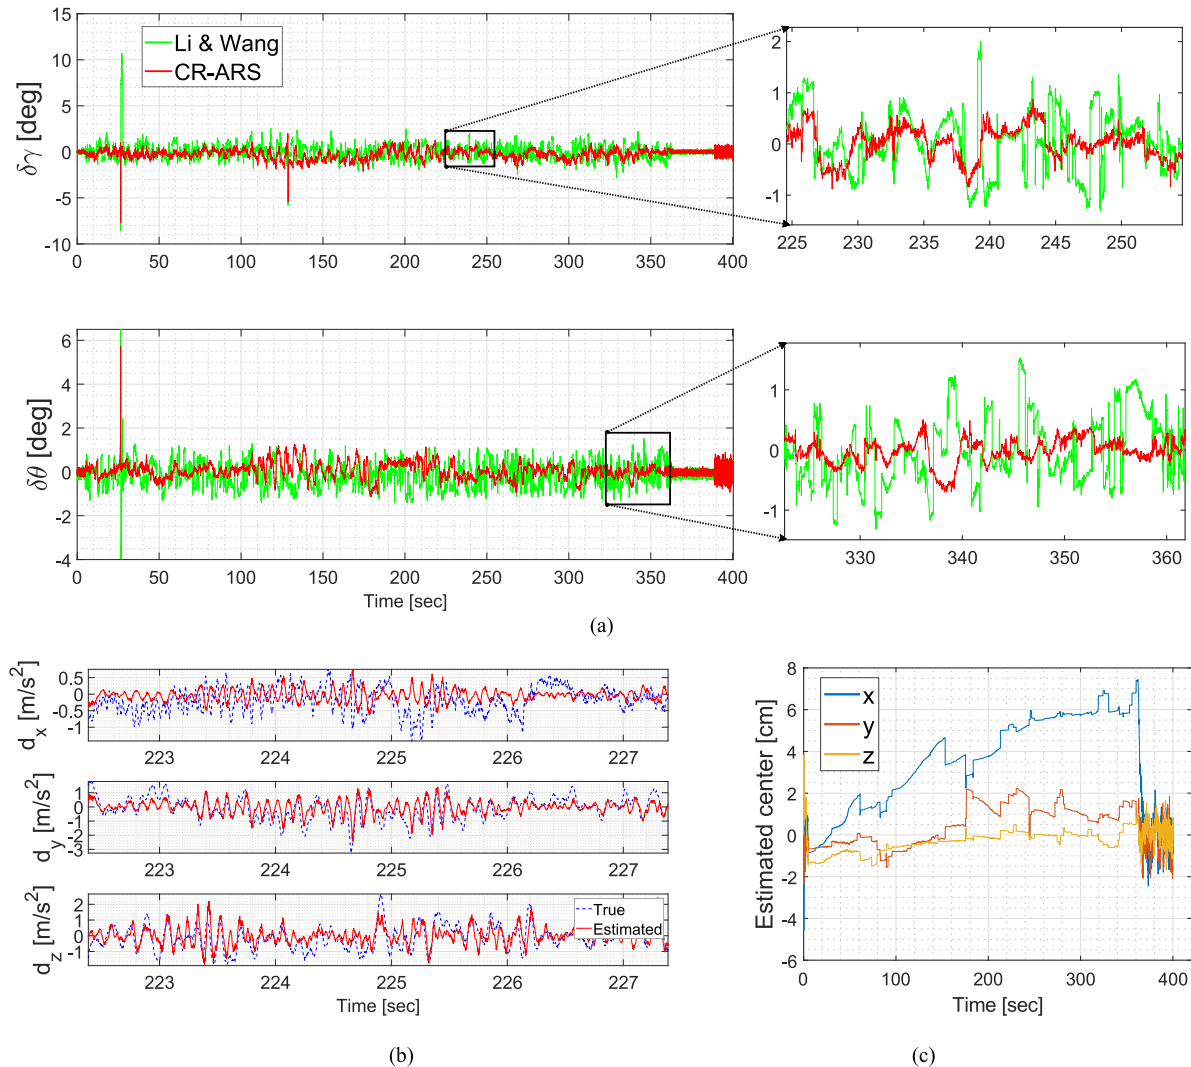 15
10
5
0
-5
-10
δγ [deg]
Li & Wang
CR-ARS
0 50 100 150 200 250 300 350 400
2
1
0
-1
225 230 235 240 245 250
6
4
2
0
-2
-4
δθ [deg]
0 50 100 150 200 250 300 350 400
Time [sec]
1
0
-1
330 340 350 360
(a)
d_x [m/s²]
0.5
0
-0.5
-1
223 224 225 226 227
d_y [m/s²]
1
0
-1
-2
-3
223 224 225 226 227
d_z [m/s²]
2
1
0
-1
True
Estimated
223 224 225 226 227
Time [sec]
(b)
Estimated center [cm]
8
6
4
2
0
-2
-4
-6
x
y
z
0 100 200 300 400
Time [sec]
(c)